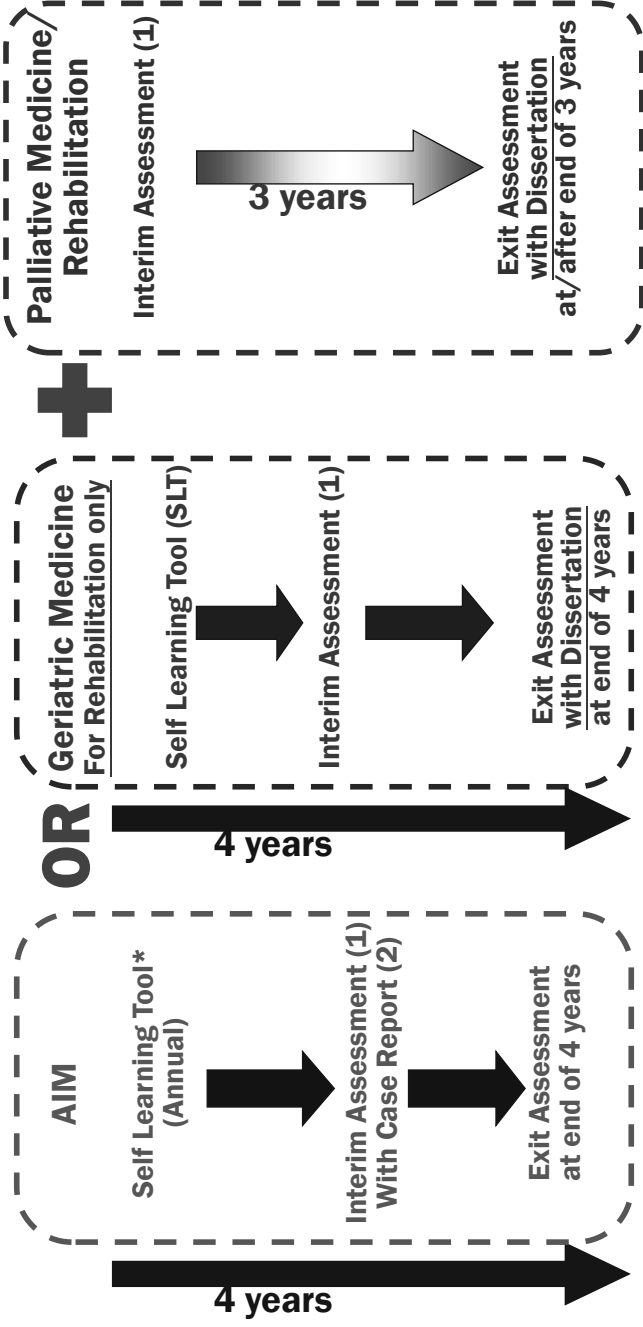 AIM
Self Learning Tool*
(Annual)
Interim Assessment (1)
With Case Report (2)
Exit Assessment
at end of 4 years
4 years
OR
Geriatric Medicine
For Rehabilitation only
Self Learning Tool (SLT)
Interim Assessment (1)
Exit Assessment
with Dissertation
at end of 4 years
4 years
Palliative Medicine/
Rehabilitation
Interim Assessment (1)
3 years
Exit Assessment
with Dissertation
at/after end of 3 years